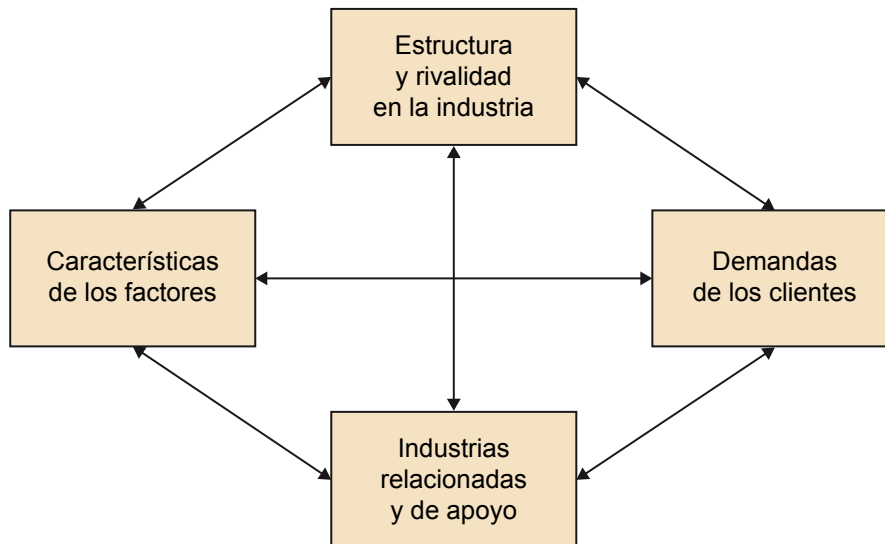 Estructura
y rivalidad
en la industria
Características
de los factores
Demandas
de los clientes
Industrias
relacionadas
y de apoyo